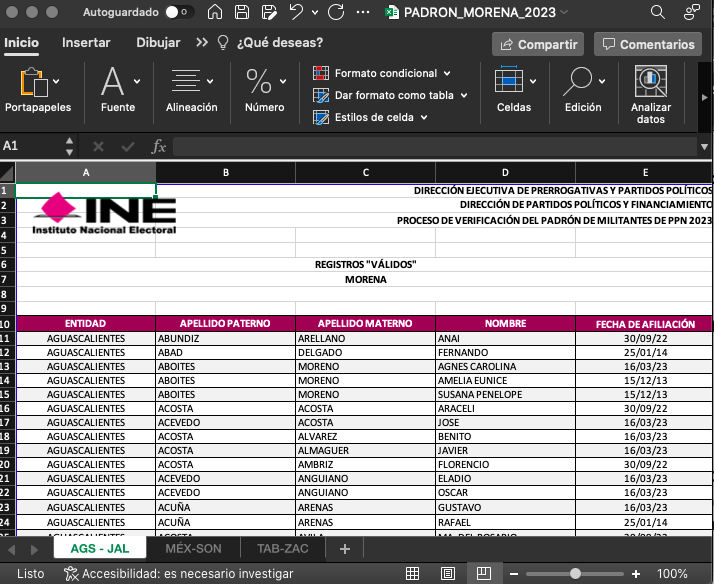 Autoguardado
PADRON_MORENA_2023
Inicio Insertar Dibujar ¿Qué deseas?
Compartir Comentarios
Portapapeles Fuente Alineación Número
Formato condicional
Dar formato como tabla
Estilos de celda
Celdas Edición Analizar datos
A1 fx
A B C D E
1 DIRECCIÓN EJECUTIVA DE PRERROGATIVAS Y PARTIDOS POLÍTICOS
2 DIRECCIÓN DE PARTIDOS POLÍTICOS Y FINANCIAMIENTO
3 PROCESO DE VERIFICACIÓN DEL PADRÓN DE MILITANTES DE PPN 2023
INE
Instituto Nacional Electoral
4
5
6 REGISTROS "VÁLIDOS"
7 MORENA
8
9
10 ENTIDAD APELLIDO PATERNO APELLIDO MATERNO NOMBRE FECHA DE AFILIACIÓN
11 AGUASCALIENTES ABUNDIZ ARELLANO ANAI 30/09/22
12 AGUASCALIENTES ABAD DELGADO FERNANDO 25/01/14
13 AGUASCALIENTES ABOITES MORENO AGNES CAROLINA 16/03/23
14 AGUASCALIENTES ABOITES MORENO AMELIA EUNICE 15/12/13
15 AGUASCALIENTES ABOITES MORENO SUSANA PENELOPE 15/12/13
16 AGUASCALIENTES ACOSTA ACOSTA ARACELI 30/09/22
17 AGUASCALIENTES ACEVEDO ACOSTA JOSE 16/03/23
18 AGUASCALIENTES ACOSTA ALVAREZ BENITO 16/03/23
19 AGUASCALIENTES ACOSTA ALMAGUER JAVIER 16/03/23
20 AGUASCALIENTES ACOSTA AMBRIZ FLORENCIO 30/09/22
21 AGUASCALIENTES ACEVEDO ANGUIANO ELADIO 16/03/23
22 AGUASCALIENTES ACEVEDO ANGUIANO OSCAR 16/03/23
23 AGUASCALIENTES ACUÑA ARENAS GUSTAVO 16/03/23
24 AGUASCALIENTES ACUÑA ARENAS RAFAEL 25/01/14
AGS - JAL MÉX-SON TAB-ZAC +
Listo Accesibilidad: es necesario investigar 100%